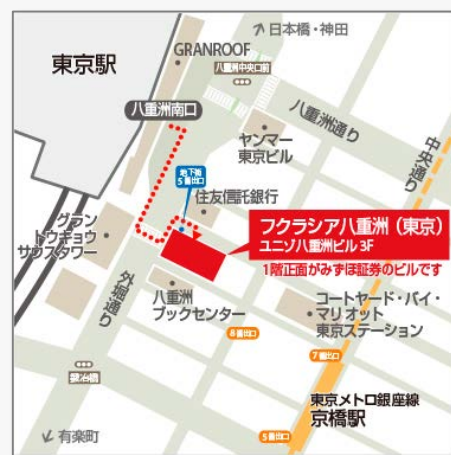 日本橋・神田
GRANROOF
東京駅
八重洲中央口前
八重洲南口
八重洲通り
ヤンマー
東京ビル
中央通り
地下街
5番出口
住友信託銀行
グラン
トウキョウ
サウスタワー
フクラシア八重洲（東京）
ユニゾ八重洲ビル 3F
1階正面がみずほ証券のビルです
外堀通り
八重洲
ブックセンター
コートヤード・バイ・
マリオット
東京ステーション
8番出口
7番出口
鍛冶橋
東京メトロ銀座線
京橋駅
有楽町
5番出口